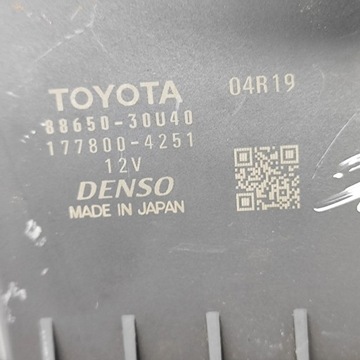 TOYOTA 04R19
88650-30U40
177800-4251
12V
DENSO
MADE IN JAPAN